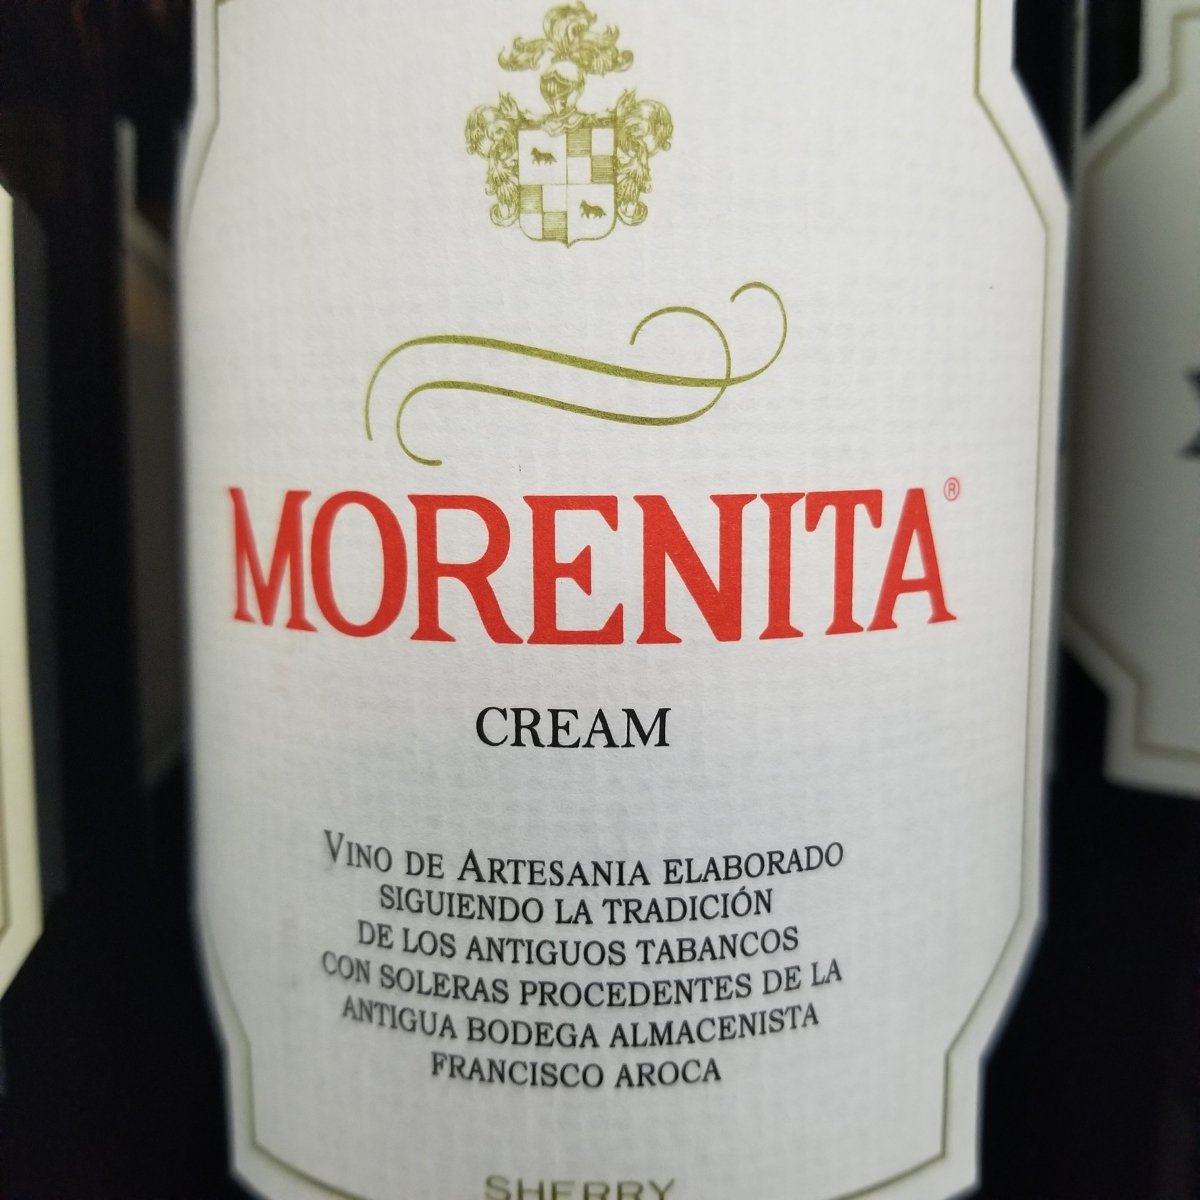 MORENITA®
CREAM
VINO DE ARTESANIA ELABORADO
SIGUIENDO LA TRADICIÓN
DE LOS ANTIGUOS TABANCOS
CON SOLERAS PROCEDENTES DE LA
ANTIGUA BODEGA ALMACENISTA
FRANCISCO AROCA
SHERRY